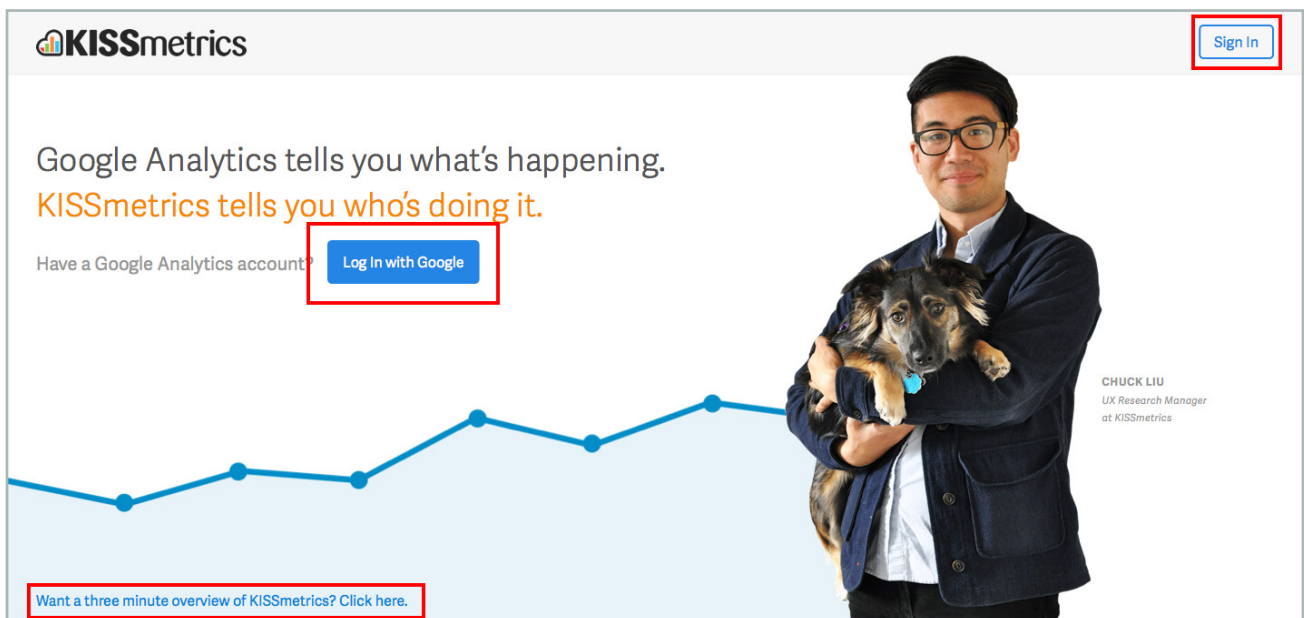 KISSmetrics
Sign In
Google Analytics tells you what's happening.
KISSmetrics tells you who's doing it.
Have a Google Analytics account?
Log In with Google
CHUCK LIU
UX Research Manager
at KISSmetrics
Want a three minute overview of KISSmetrics? Click here.